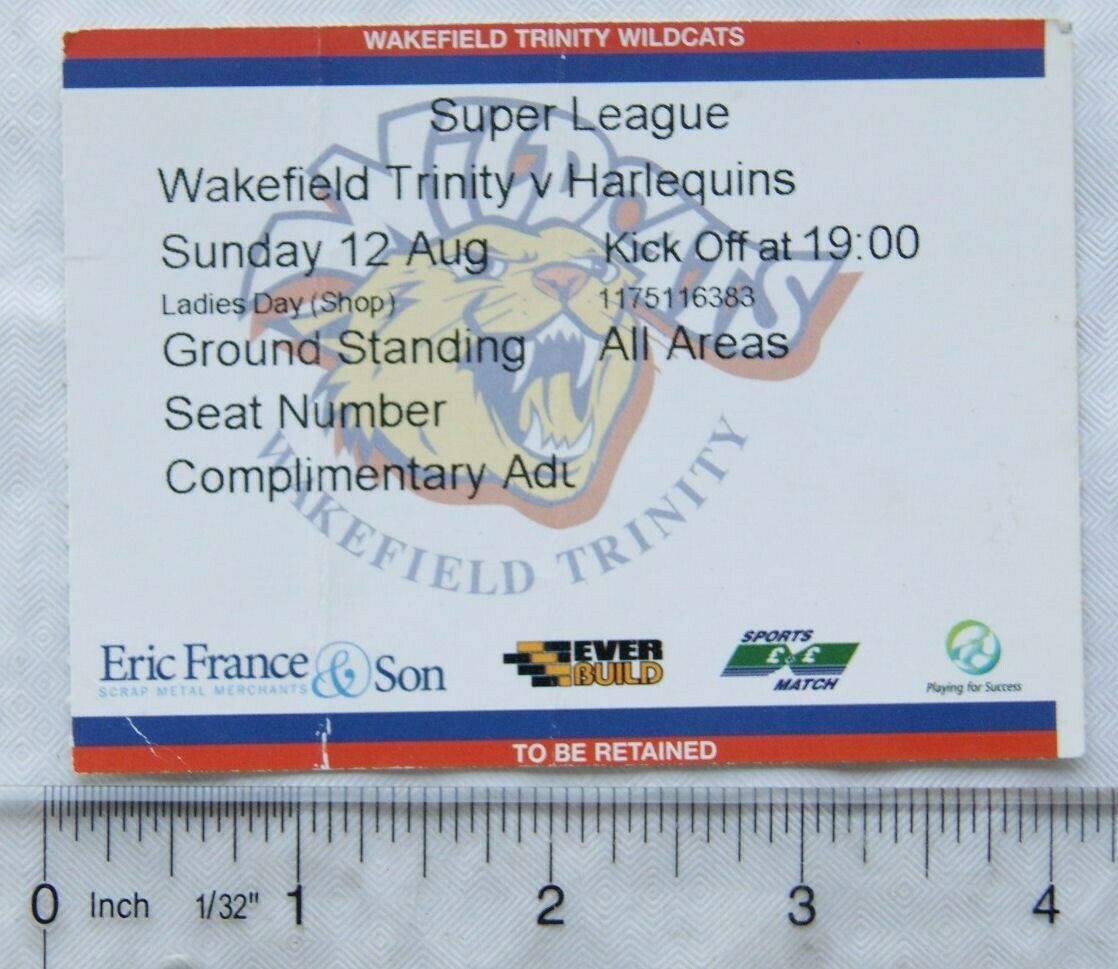 WAKEFIELD TRINITY WILDCATS
Super League
WILDCATS
Wakefield Trinity v Harlequins
Sunday 12 Aug Kick Off at 19:00
Ladies Day (Shop) 1175116383
Ground Standing All Areas
Seat Number
Complimentary Adu
WAKEFIELD TRINITY
Eric France & Son
SCRAP METAL MERCHANTS
EVER
BUILD
SPORTS
£ £
MATCH
Playing for Success
TO BE RETAINED
0 Inch 1/32" 1 2 3 4